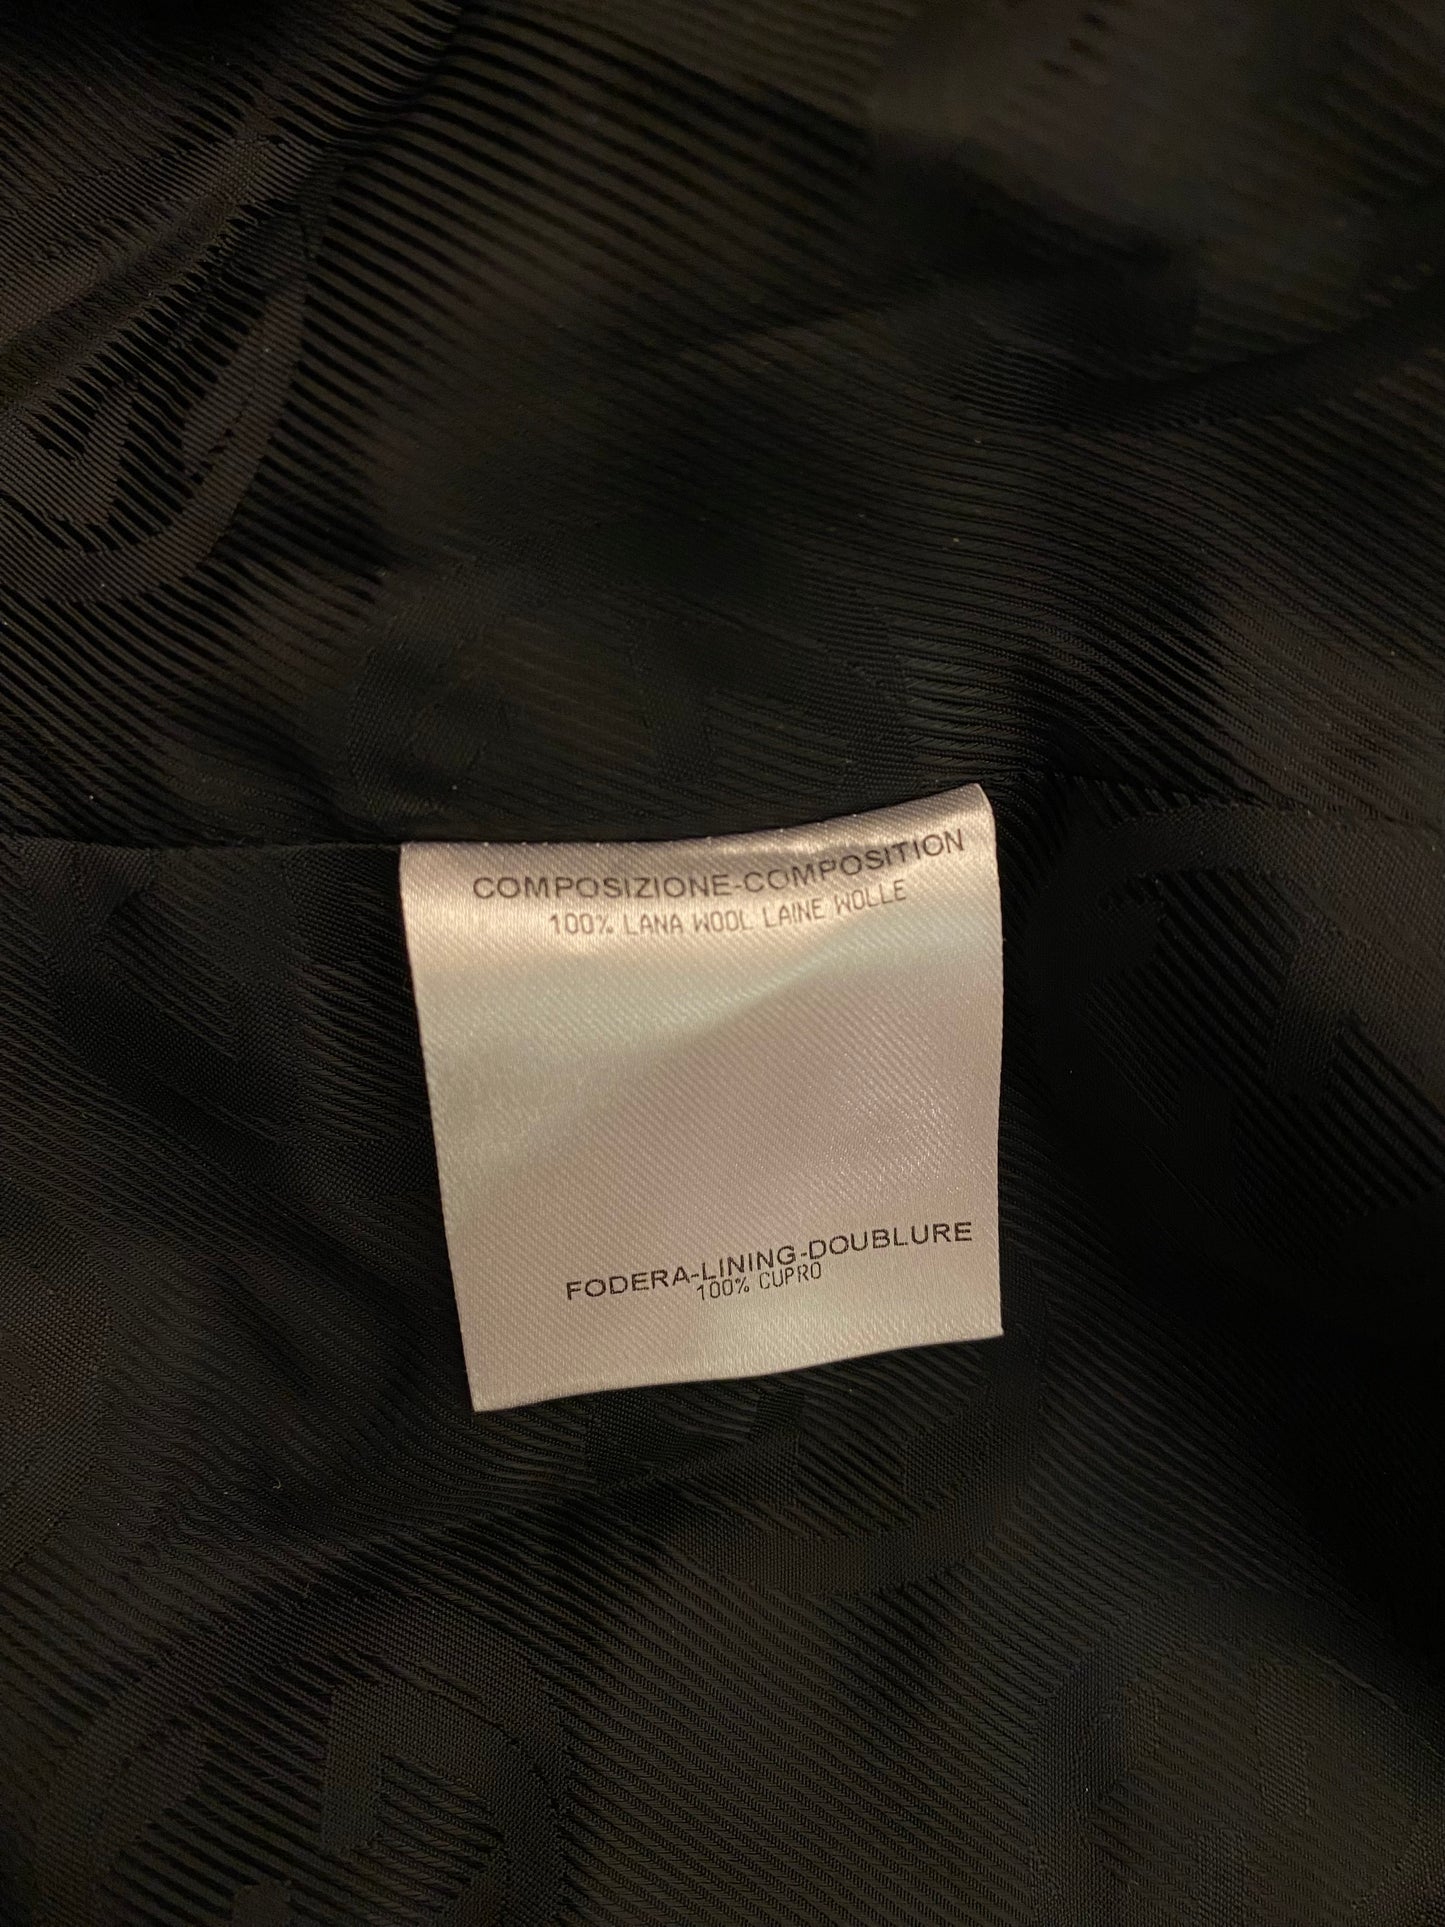 COMPOSIZIONE-COMPOSITION
100% LANA WOOL LAINE WOLLE
FODERA-LINING-DOUBLURE
100% CUPRO